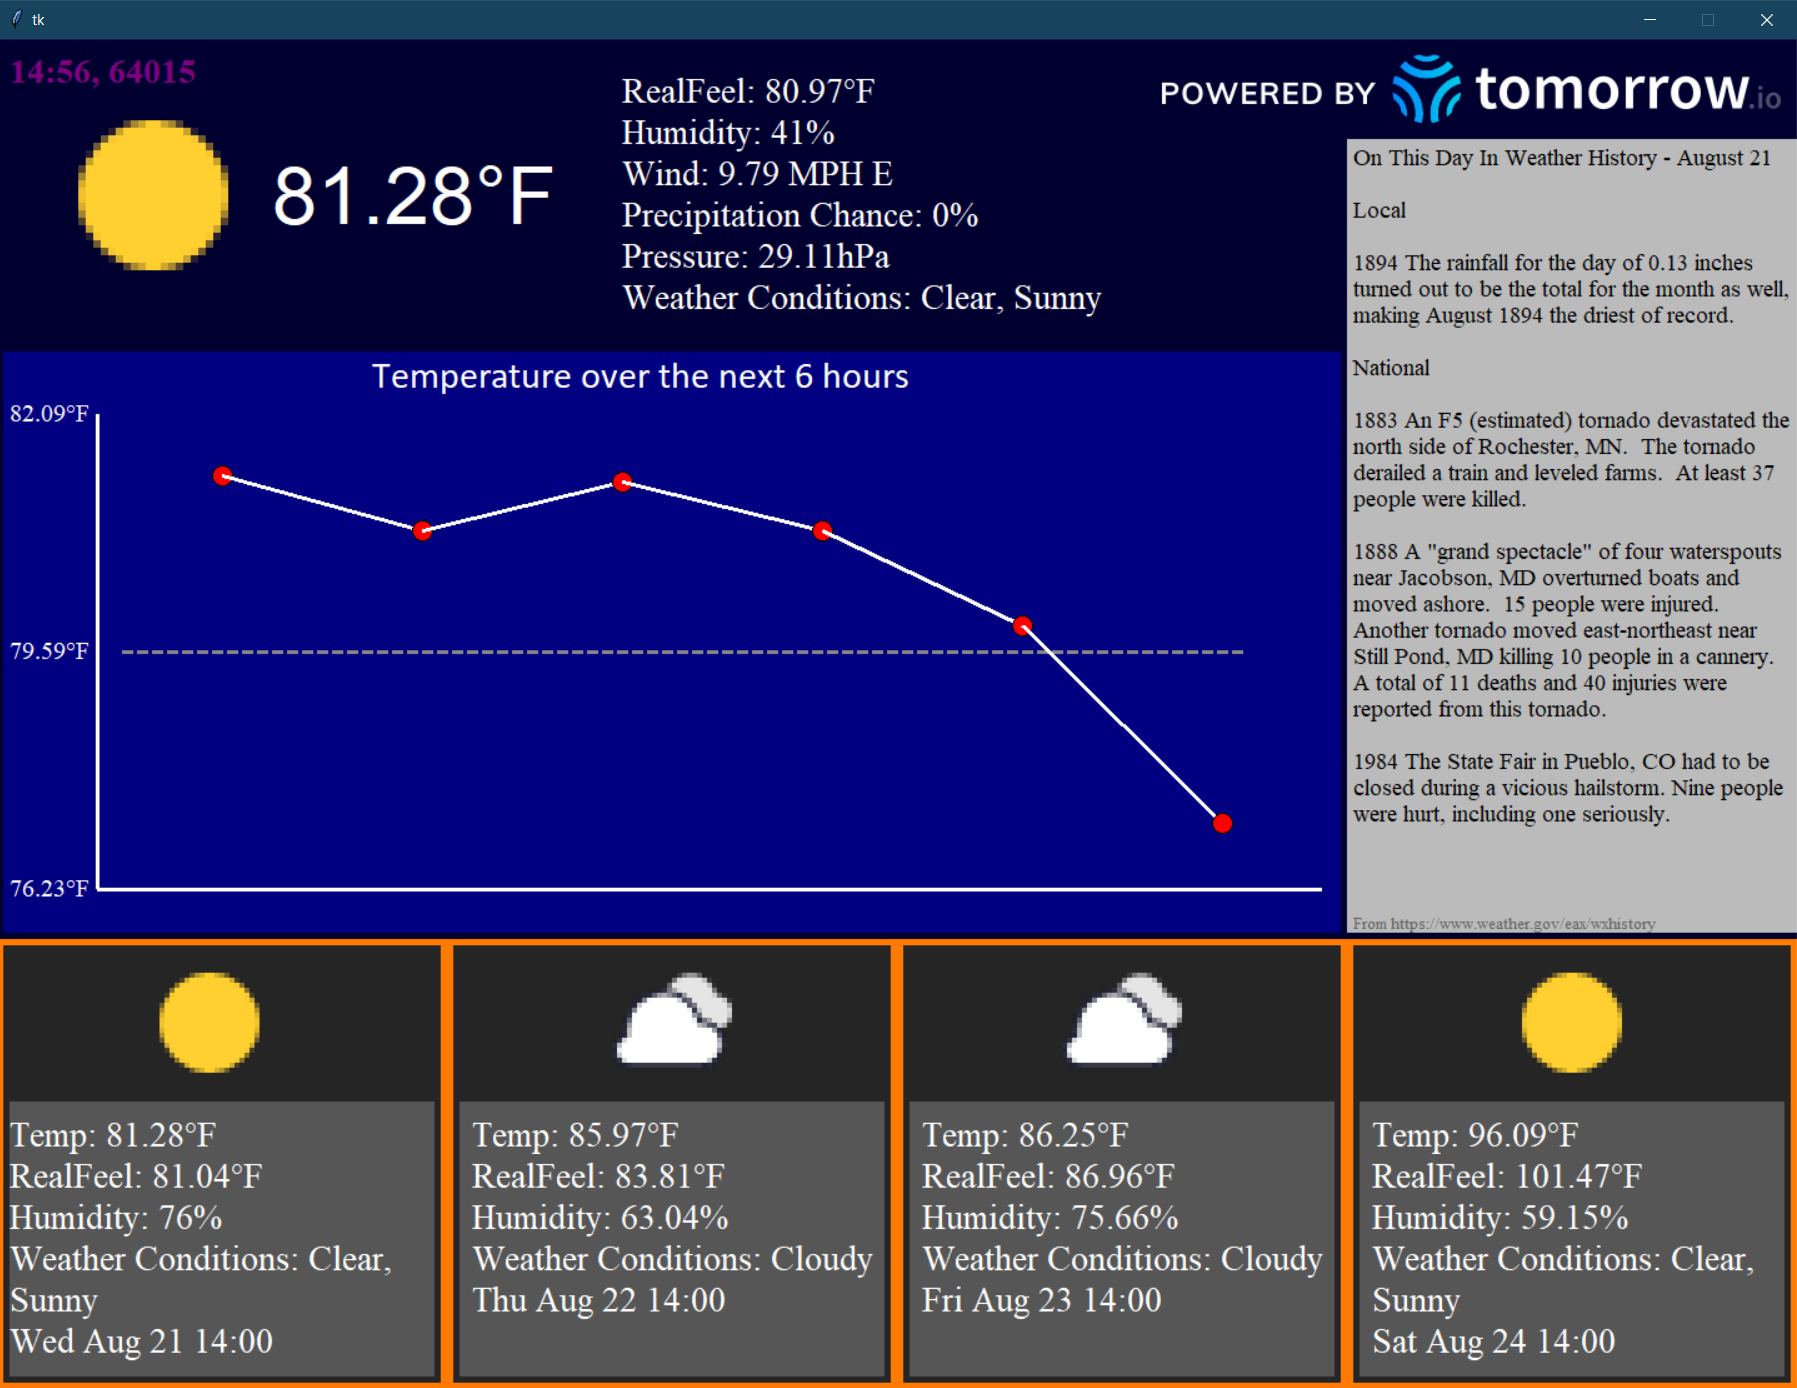 tk
14:56, 64015
81.28°F
RealFeel: 80.97°F
Humidity: 41%
Wind: 9.79 MPH E
Precipitation Chance: 0%
Pressure: 29.11hPa
Weather Conditions: Clear, Sunny
POWERED BY tomorrow.io
On This Day In Weather History - August 21
Local
1894 The rainfall for the day of 0.13 inches
turned out to be the total for the month as well,
making August 1894 the driest of record.
National
1883 An F5 (estimated) tornado devastated the
north side of Rochester, MN.  The tornado
derailed a train and leveled farms.  At least 37
people were killed.
1888 A "grand spectacle" of four waterspouts
near Jacobson, MD overturned boats and
moved ashore.  15 people were injured.
Another tornado moved east-northeast near
Still Pond, MD killing 10 people in a cannery.
A total of 11 deaths and 40 injuries were
reported from this tornado.
1984 The State Fair in Pueblo, CO had to be
closed during a vicious hailstorm. Nine people
were hurt, including one seriously.
From https://www.weather.gov/eax/wxhistory
Temperature over the next 6 hours
82.09°F
79.59°F
76.23°F
Temp: 81.28°F
RealFeel: 81.04°F
Humidity: 76%
Weather Conditions: Clear,
Sunny
Wed Aug 21 14:00
Temp: 85.97°F
RealFeel: 83.81°F
Humidity: 63.04%
Weather Conditions: Cloudy
Thu Aug 22 14:00
Temp: 86.25°F
RealFeel: 86.96°F
Humidity: 75.66%
Weather Conditions: Cloudy
Fri Aug 23 14:00
Temp: 96.09°F
RealFeel: 101.47°F
Humidity: 59.15%
Weather Conditions: Clear,
Sunny
Sat Aug 24 14:00